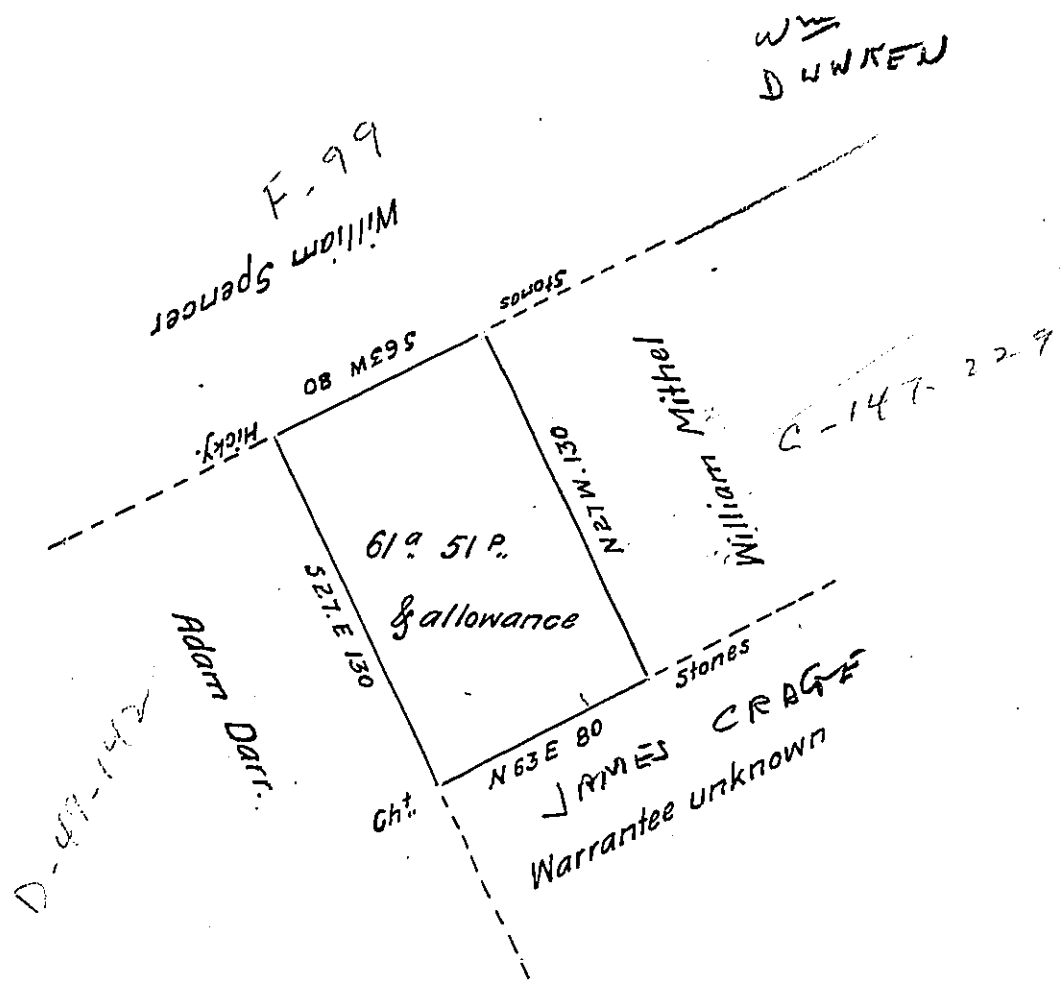 Wm
DUNKEN
F-99
William Spencer
Stones
S63W 80
Hicky.
William Mithel
C-147-229
N27W.130
61a 51P.
& allowance
S27.E 130
Adam Darr.
Stones
N63E 80
Cht.
JAMES CRAGE
Warrantee unknown